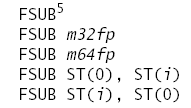 FSUB⁵
FSUB m32fp
FSUB m64fp
FSUB ST(0), ST(i)
FSUB ST(i), ST(0)